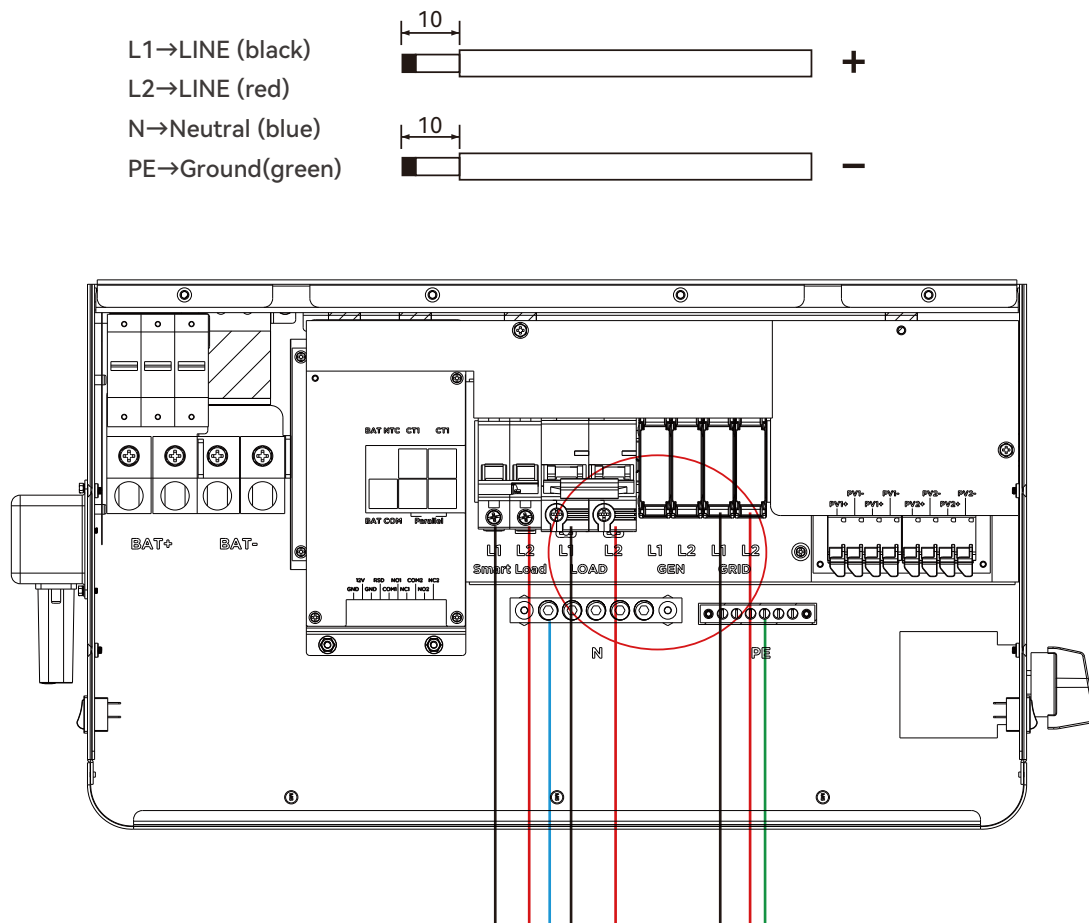 10
L1→LINE (black)
+
L2→LINE (red)
10
N→Neutral (blue)
PE→Ground(green)
−
BAT NTC CT1 CT1
BAT COM Parallel
BAT+ BAT-
12V RSD NO1 COM2 NC2
GND GND COM1 NC1 NO2
L1 L2 L1 L2 L1 L2 L1 L2
Smart Load LOAD GEN GRID
PV1- PV1- PV2- PV2-
PV1+ PV1+ PV2+ PV2+
N PE